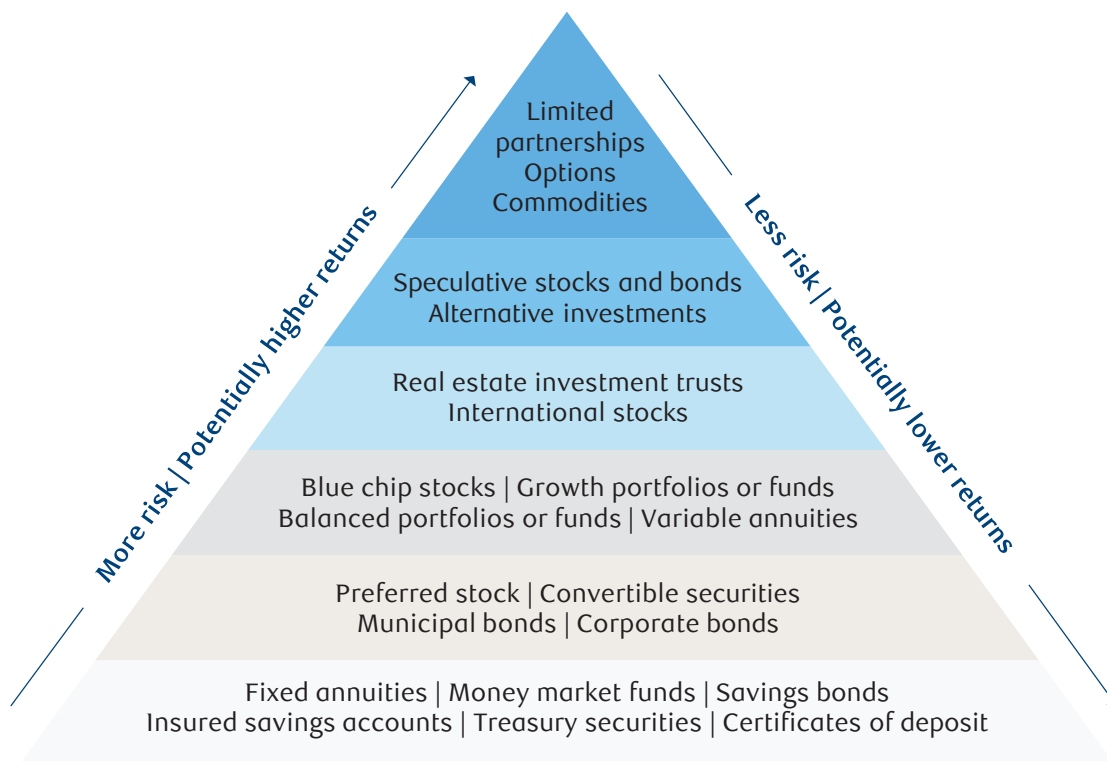 Limited
partnerships
Options
Commodities
Speculative stocks and bonds
Alternative investments
Real estate investment trusts
International stocks
Blue chip stocks | Growth portfolios or funds
Balanced portfolios or funds | Variable annuities
Preferred stock | Convertible securities
Municipal bonds | Corporate bonds
Fixed annuities | Money market funds | Savings bonds
Insured savings accounts | Treasury securities | Certificates of deposit
More risk | Potentially higher returns
Less risk | Potentially lower returns